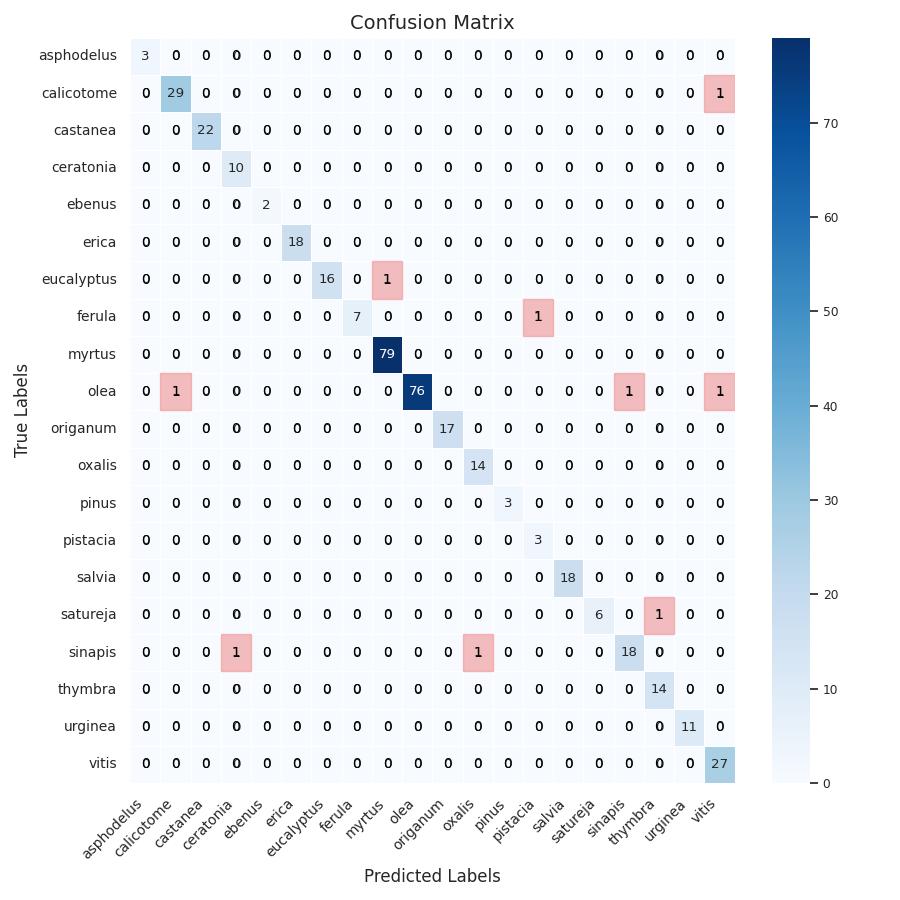 Confusion Matrix
asphodelus 3 0 0 0 0 0 0 0 0 0 0 0 0 0 0 0 0 0 0 0
calicotome 0 29 0 0 0 0 0 0 0 0 0 0 0 0 0 0 0 0 0 1
castanea 0 0 22 0 0 0 0 0 0 0 0 0 0 0 0 0 0 0 0 0
ceratonia 0 0 0 10 0 0 0 0 0 0 0 0 0 0 0 0 0 0 0 0
ebenus 0 0 0 0 2 0 0 0 0 0 0 0 0 0 0 0 0 0 0 0
erica 0 0 0 0 0 18 0 0 0 0 0 0 0 0 0 0 0 0 0 0
eucalyptus 0 0 0 0 0 0 16 0 1 0 0 0 0 0 0 0 0 0 0 0
ferula 0 0 0 0 0 0 0 7 0 0 0 0 0 1 0 0 0 0 0 0
myrtus 0 0 0 0 0 0 0 0 79 0 0 0 0 0 0 0 0 0 0 0
olea 0 1 0 0 0 0 0 0 0 76 0 0 0 0 0 0 1 0 0 1
origanum 0 0 0 0 0 0 0 0 0 0 17 0 0 0 0 0 0 0 0 0
oxalis 0 0 0 0 0 0 0 0 0 0 0 14 0 0 0 0 0 0 0 0
pinus 0 0 0 0 0 0 0 0 0 0 0 0 3 0 0 0 0 0 0 0
pistacia 0 0 0 0 0 0 0 0 0 0 0 0 0 3 0 0 0 0 0 0
salvia 0 0 0 0 0 0 0 0 0 0 0 0 0 0 18 0 0 0 0 0
satureja 0 0 0 0 0 0 0 0 0 0 0 0 0 0 0 6 0 1 0 0
sinapis 0 0 0 1 0 0 0 0 0 0 0 1 0 0 0 0 18 0 0 0
thymbra 0 0 0 0 0 0 0 0 0 0 0 0 0 0 0 0 0 14 0 0
urginea 0 0 0 0 0 0 0 0 0 0 0 0 0 0 0 0 0 0 11 0
vitis 0 0 0 0 0 0 0 0 0 0 0 0 0 0 0 0 0 0 0 27
True Labels
asphodelus calicotome castanea ceratonia ebenus erica eucalyptus ferula myrtus olea origanum oxalis pinus pistacia salvia satureja sinapis thymbra urginea vitis
Predicted Labels
70
60
50
40
30
20
10
0